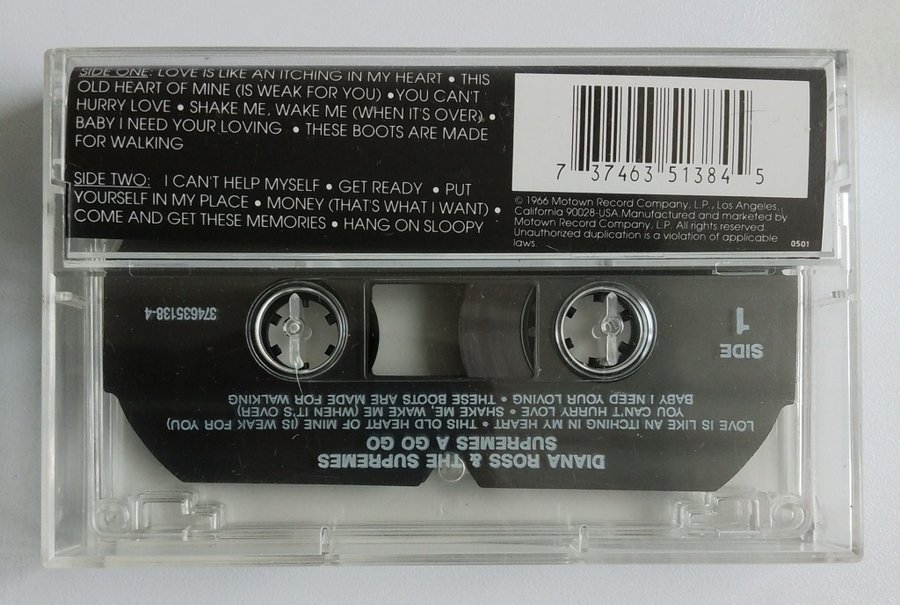 SIDE ONE: LOVE IS LIKE AN ITCHING IN MY HEART • THIS
OLD HEART OF MINE (IS WEAK FOR YOU) • YOU CAN'T
HURRY LOVE • SHAKE ME, WAKE ME (WHEN IT'S OVER) •
BABY I NEED YOUR LOVING • THESE BOOTS ARE MADE
FOR WALKING
SIDE TWO: I CAN'T HELP MYSELF • GET READY • PUT
YOURSELF IN MY PLACE • MONEY (THAT'S WHAT I WANT) •
COME AND GET THESE MEMORIES • HANG ON SLOOPY
7 37463 51384 5
© 1966 Motown Record Company, L.P., Los Angeles,
California 90028-USA. Manufactured and marketed by
Motown Record Company, L.P. All rights reserved.
Unauthorized duplication is a violation of applicable
laws.
0501
DIANA ROSS & THE SUPREMES
SUPREMES A GO GO
LOVE IS LIKE AN ITCHING IN MY HEART • THIS OLD HEART OF MINE (IS WEAK FOR YOU)
YOU CAN'T HURRY LOVE • SHAKE ME, WAKE ME (WHEN IT'S OVER)
BABY I NEED YOUR LOVING • THESE BOOTS ARE MADE FOR WALKING
SIDE
1
374635138-4